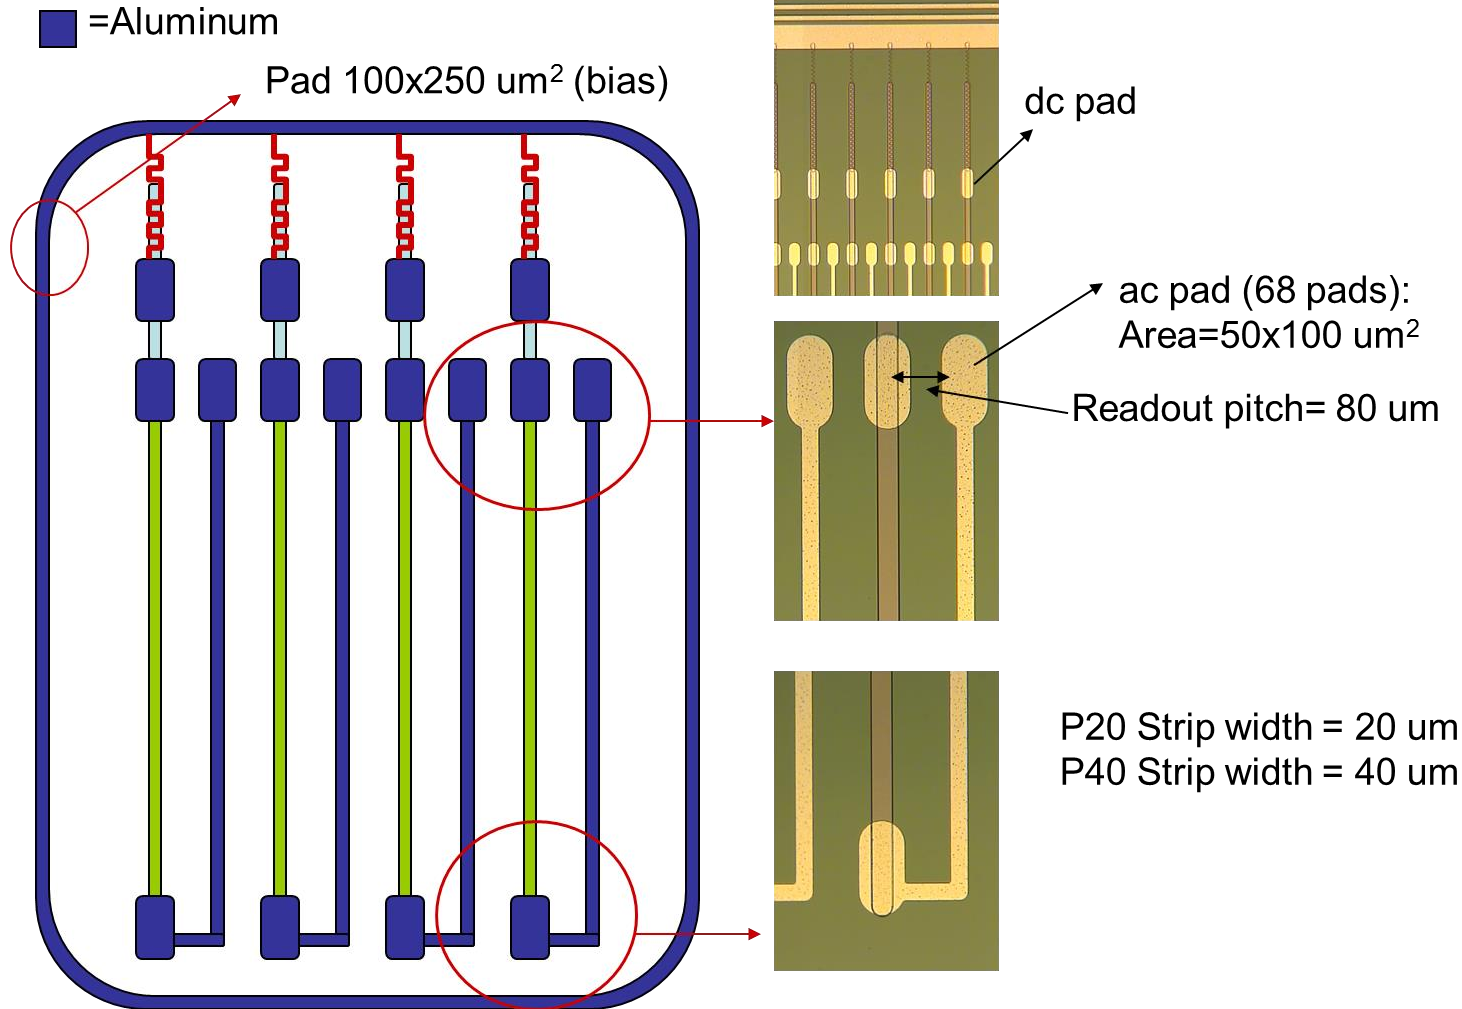 =Aluminum
Pad 100x250 um² (bias)
dc pad
ac pad (68 pads):
Area=50x100 um²
Readout pitch= 80 um
P20 Strip width = 20 um
P40 Strip width = 40 um